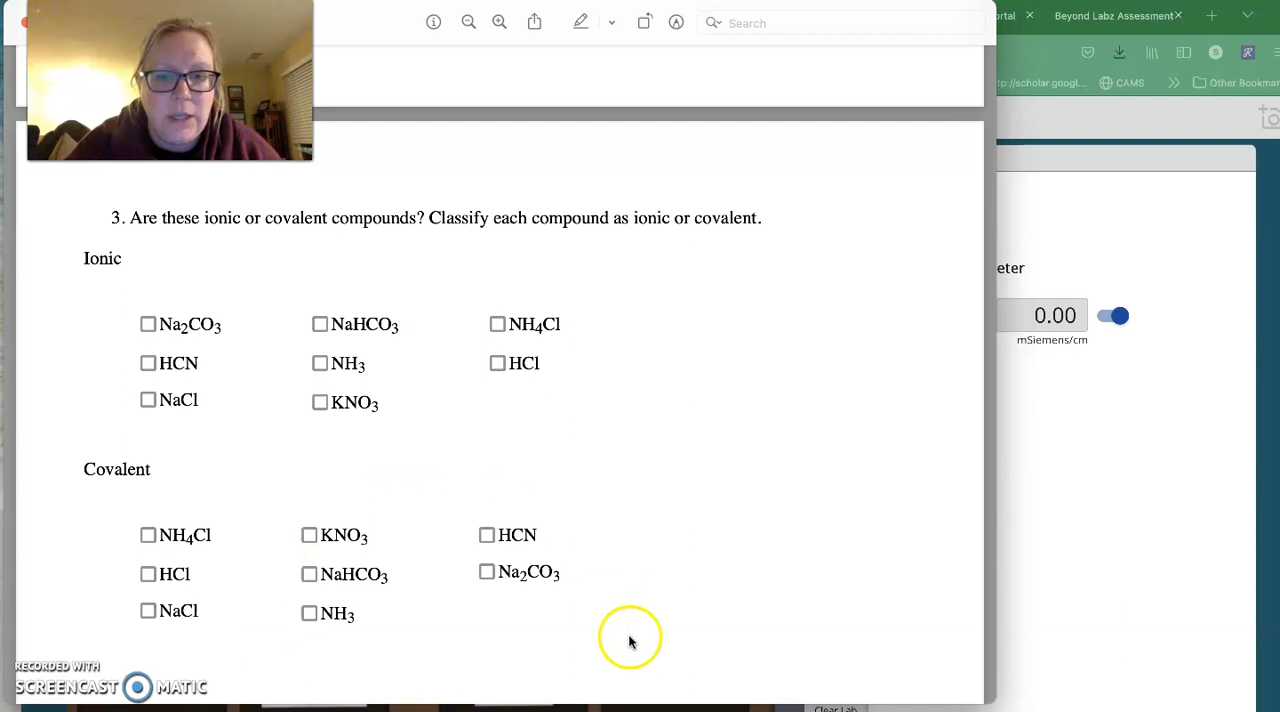 Search
ortal
Beyond Labz Assessment
tp://scholar.googl...
CAMS
Other Bookmar
3. Are these ionic or covalent compounds? Classify each compound as ionic or covalent.
Ionic
Na2CO3 NaHCO3 NH4Cl
HCN NH3 HCl
NaCl KNO3
Covalent
NH4Cl KNO3 HCN
HCl NaHCO3 Na2CO3
NaCl NH3
eter
0.00
mSiemens/cm
RECORDED WITH
SCREENCAST MATIC
Clear Lab